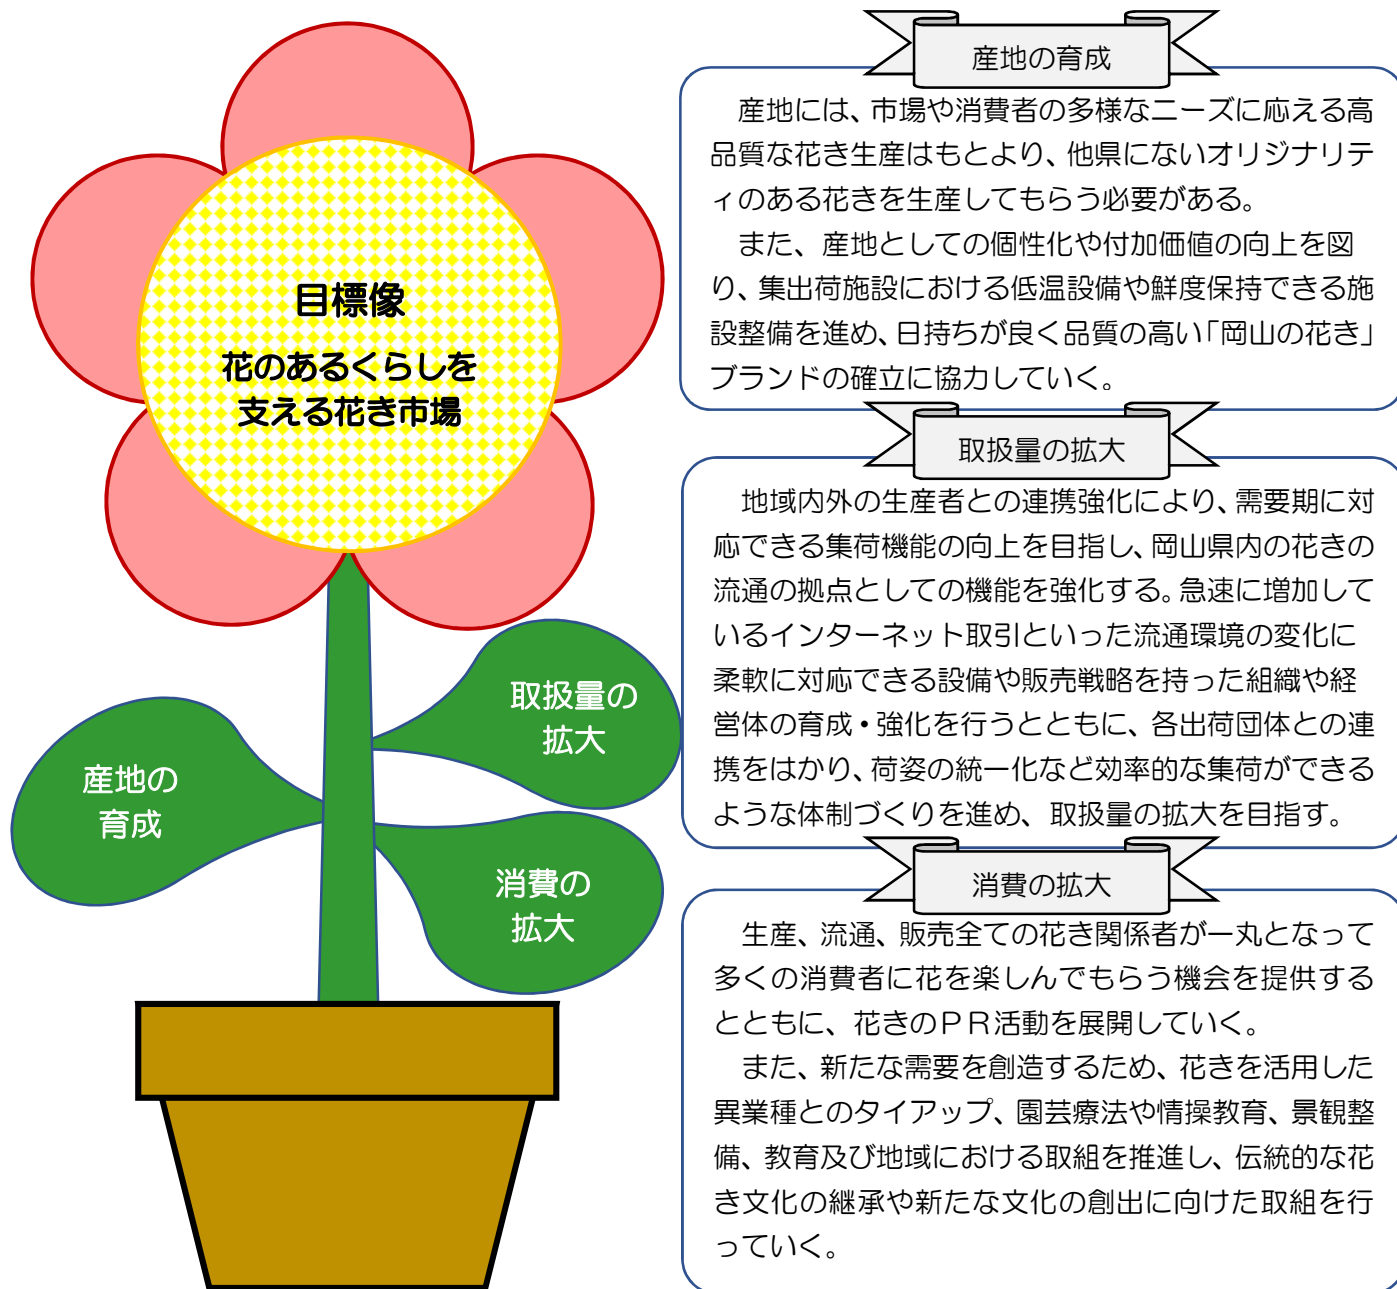 目標像
花のあるくらしを
支える花き市場
取扱量の
拡大
産地の
育成
消費の
拡大
産地の育成
産地には、市場や消費者の多様なニーズに応える高
品質な花き生産はもとより、他県にないオリジナリテ
ィのある花きを生産してもらう必要がある。
また、産地としての個性化や付加価値の向上を図
り、集出荷施設における低温設備や鮮度保持できる施
設整備を進め、日持ちが良く品質の高い「岡山の花き」
ブランドの確立に協力していく。
取扱量の拡大
地域内外の生産者との連携強化により、需要期に対
応できる集荷機能の向上を目指し、岡山県内の花きの
流通の拠点としての機能を強化する。急速に増加して
いるインターネット取引といった流通環境の変化に
柔軟に対応できる設備や販売戦略を持った組織や経
営体の育成・強化を行うとともに、各出荷団体との連
携をはかり、荷姿の統一化など効率的な集荷ができる
ような体制づくりを進め、取扱量の拡大を目指す。
消費の拡大
生産、流通、販売全ての花き関係者が一丸となって
多くの消費者に花を楽しんでもらう機会を提供する
とともに、花きのＰＲ活動を展開していく。
また、新たな需要を創造するため、花きを活用した
異業種とのタイアップ、園芸療法や情操教育、景観整
備、教育及び地域における取組を推進し、伝統的な花
き文化の継承や新たな文化の創出に向けた取組を行
っていく。